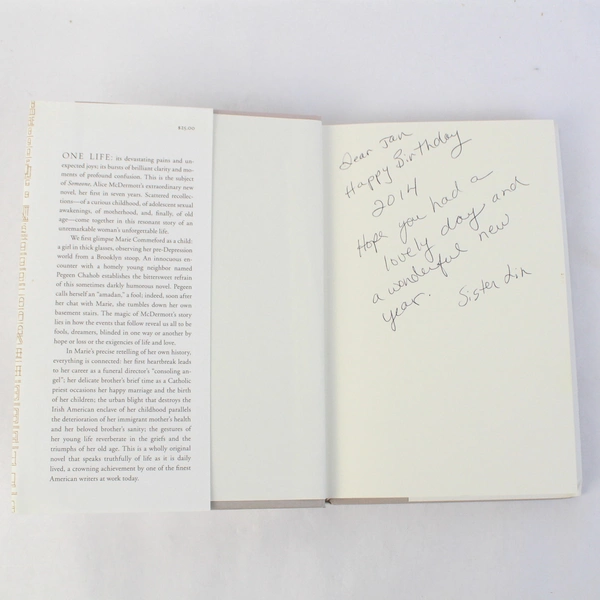 $25.00
ONE LIFE: its devastating pains and un-
expected joys; its bursts of brilliant clarity and mo-
ments of profound confusion. This is the subject
of Someone, Alice McDermott's extraordinary new
novel, her first in seven years. Scattered recollec-
tions—of a curious childhood, of adolescent sexual
awakenings, of motherhood, and, finally, of old
age—come together in this resonant story of an
unremarkable woman's unforgettable life.
We first glimpse Marie Commeford as a child:
a girl in thick glasses, observing her pre-Depression
world from a Brooklyn stoop. An innocuous en-
counter with a homely young neighbor named
Pegeen Chehab establishes the bittersweet refrain
of this sometimes darkly humorous novel. Pegeen
calls herself an "amadan," a fool; indeed, soon after
her chat with Marie, she tumbles down her own
basement stairs. The magic of McDermott's story
lies in how the events that follow reveal us all to be
fools, dreamers, blinded in one way or another by
hope or loss or the exigencies of life and love.
In Marie's precise retelling of her own history,
everything is connected: her first heartbreak leads
to her career as a funeral director's "consoling an-
gel"; her delicate brother's brief time as a Catholic
priest occasions her happy marriage and the birth
of her children; the urban blight that destroys the
Irish American enclave of her childhood parallels
the deterioration of her immigrant mother's health
and her beloved brother's sanity; the gestures of
her young life reverberate in the griefs and the
triumphs of her old age. This is a wholly original
novel that speaks truthfully of life as it is daily
lived, a crowning achievement by one of the finest
American writers at work today.
Dear Jan
Happy Birthday
2014
Hope you had a
lovely day and
a wonderful new
year.
Sister Lin